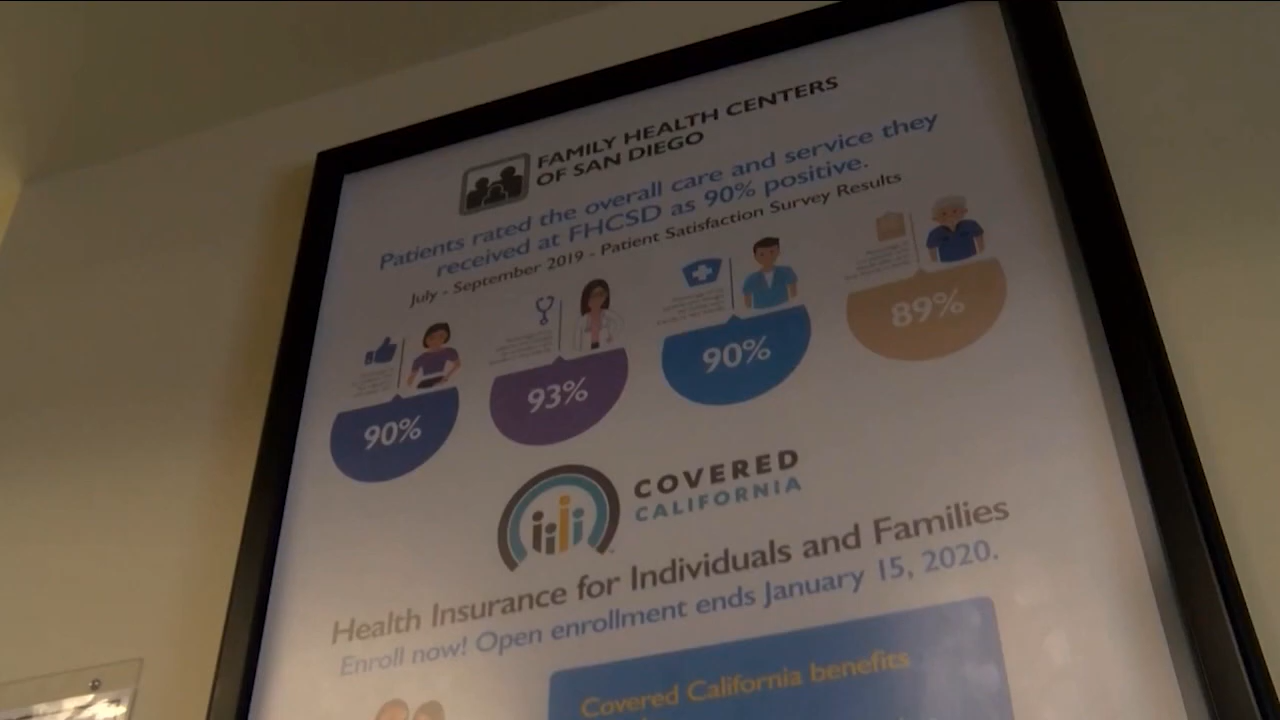 FAMILY HEALTH CENTERS
OF SAN DIEGO
Patients rated the overall care and service they
received at FHCSD as 90% positive.
July - September 2019 - Patient Satisfaction Survey Results
90%
93%
90%
89%
COVERED
CALIFORNIA
Health Insurance for Individuals and Families
Enroll now! Open enrollment ends January 15, 2020.
Covered California benefits